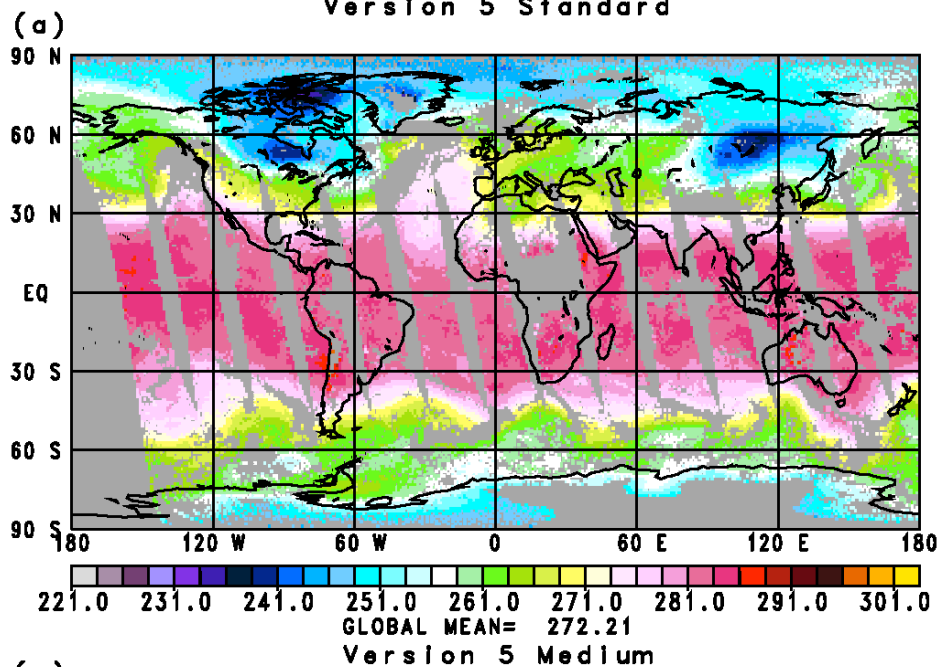 Version 5 Standard
(a)
90 N
60 N
30 N
EQ
30 S
60 S
90 S
180 120 W 60 W 0 60 E 120 E 180
221.0 231.0 241.0 251.0 261.0 271.0 281.0 291.0 301.0
GLOBAL MEAN= 272.21
Version 5 Medium